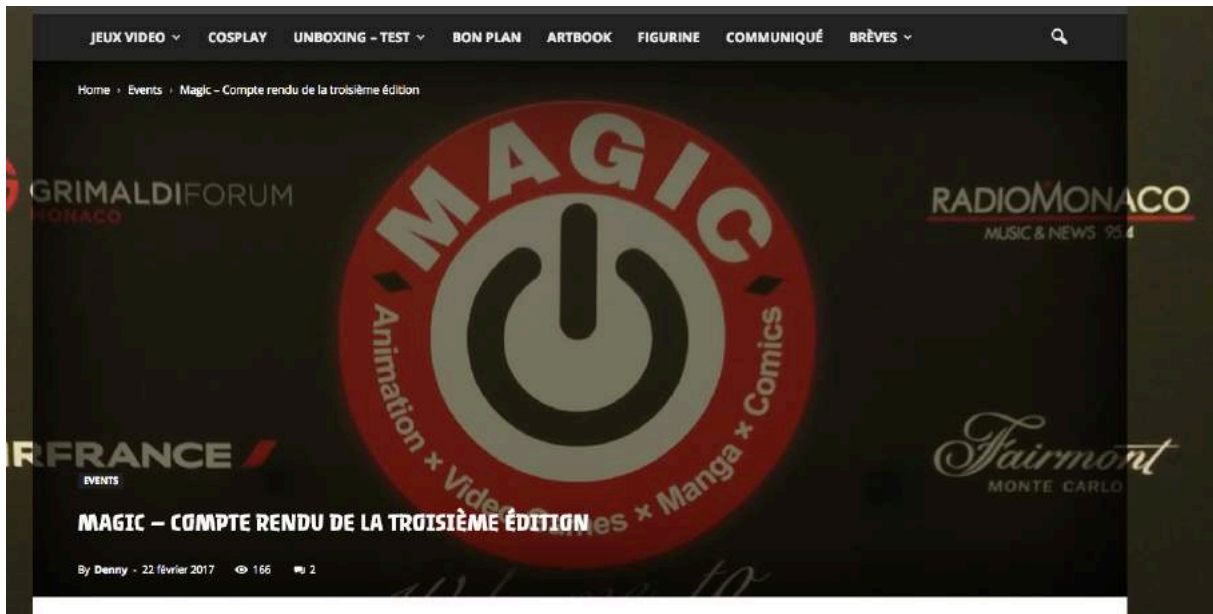 JEUX VIDEO COSPLAY UNBOXING – TEST BON PLAN ARTBOOK FIGURINE COMMUNIQUÉ BRÈVES
Home › Events › Magic – Compte rendu de la troisième édition
MAGIC
Animation × Video Games × Manga × Comics
GRIMALDIFORUM
MONACO
RADIOMONACO
MUSIC & NEWS 95.4
RFRANCE
Fairmont
MONTE CARLO
EVENTS
MAGIC – COMPTE RENDU DE LA TROISIÈME ÉDITION
By Denny - 22 février 2017 166 2
Welcome to